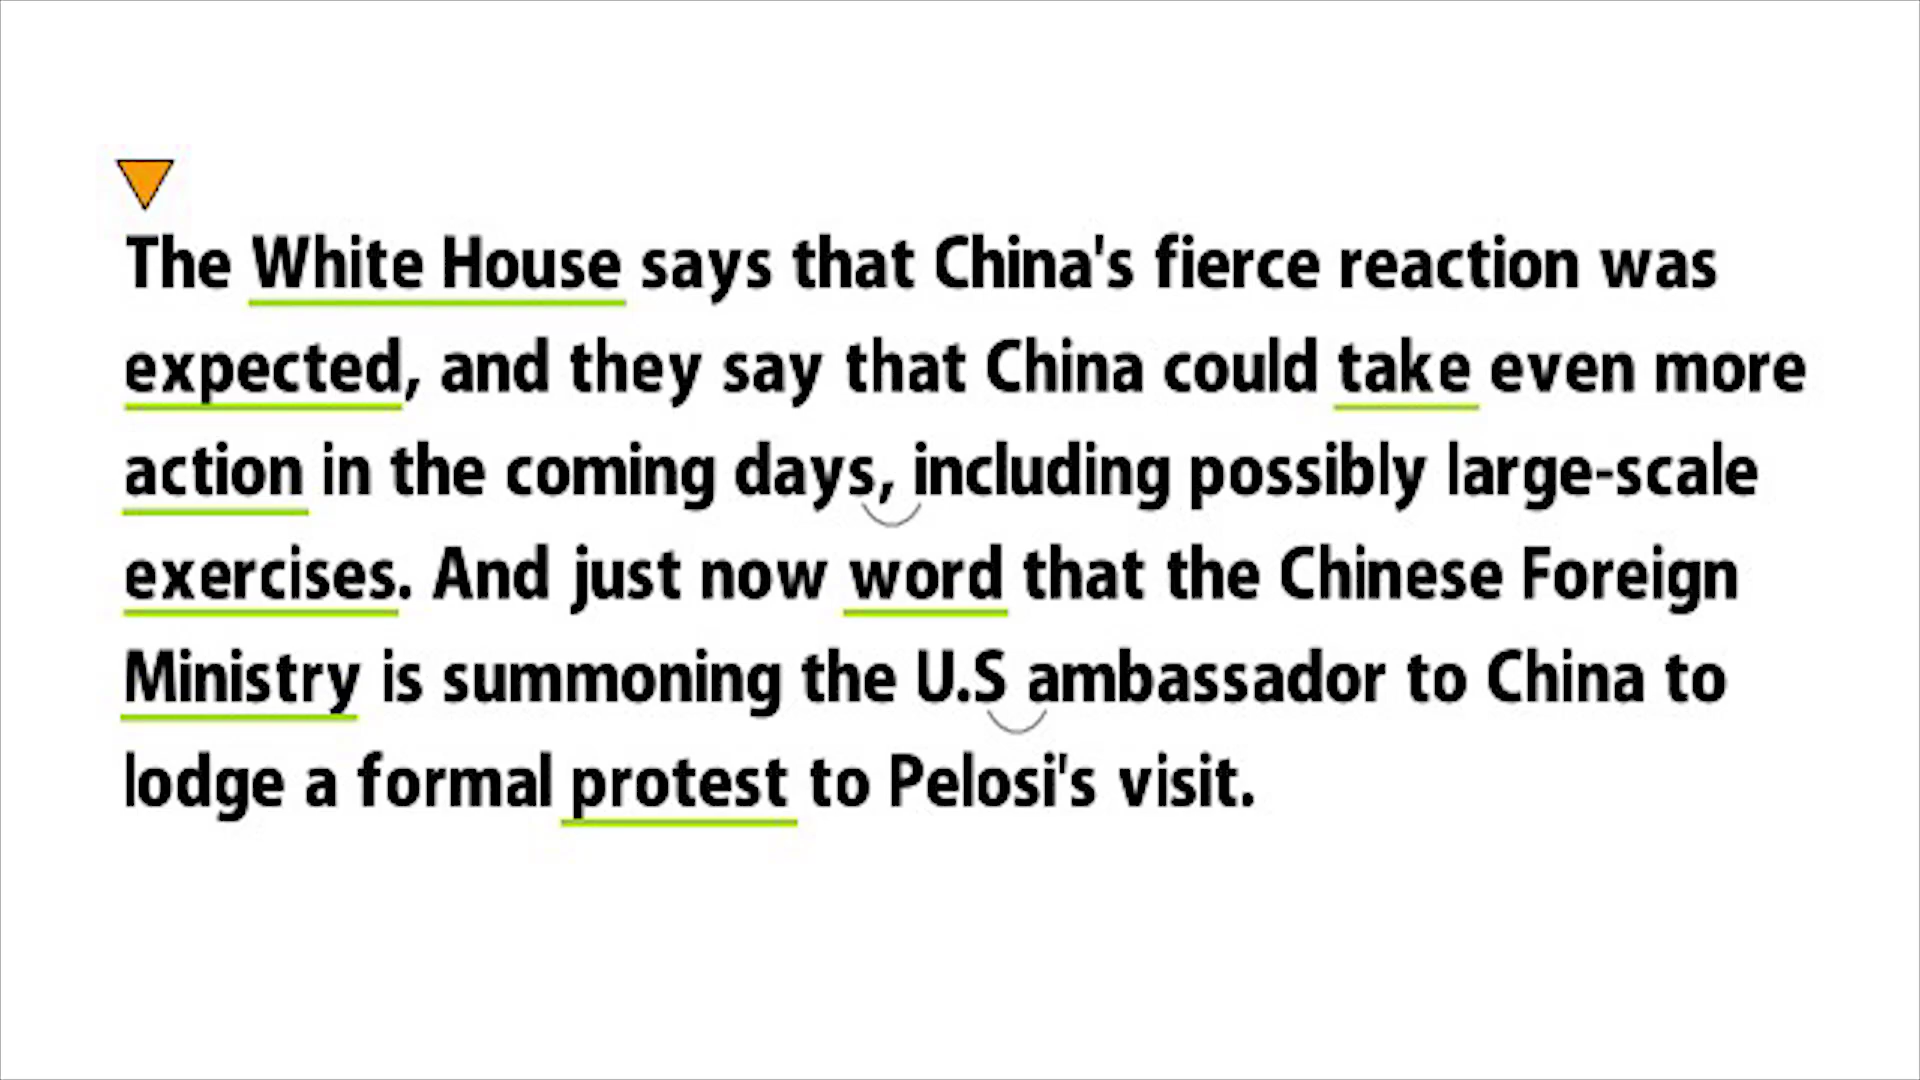 The White House says that China's fierce reaction was
expected, and they say that China could take even more
action in the coming days, including possibly large-scale
exercises. And just now word that the Chinese Foreign
Ministry is summoning the U.S ambassador to China to
lodge a formal protest to Pelosi's visit.